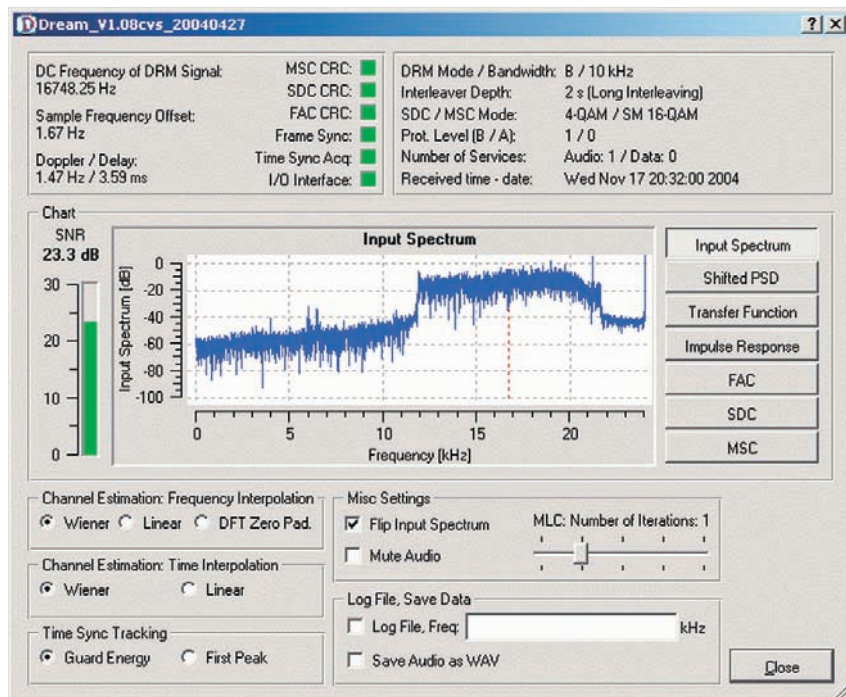 Dream_V1.08cvs_20040427
DC Frequency of DRM Signal:
16748.25 Hz
Sample Frequency Offset:
1.67 Hz
Doppler / Delay:
1.47 Hz / 3.59 ms
MSC CRC:
SDC CRC:
FAC CRC:
Frame Sync:
Time Sync Acq:
I/O Interface:
DRM Mode / Bandwidth: B / 10 kHz
Interleaver Depth: 2 s (Long Interleaving)
SDC / MSC Mode: 4-QAM / SM 16-QAM
Prot. Level (B / A): 1 / 0
Number of Services: Audio: 1 / Data: 0
Received time - date: Wed Nov 17 20:32:00 2004
Chart
SNR
23.3 dB
30
20
10
0
Input Spectrum
Input Spectrum [dB]
0
-20
-40
-60
-80
-100
0 5 10 15 20
Frequency [kHz]
Input Spectrum
Shifted PSD
Transfer Function
Impulse Response
FAC
SDC
MSC
Channel Estimation: Frequency Interpolation
Wiener Linear DFT Zero Pad.
Channel Estimation: Time Interpolation
Wiener Linear
Time Sync Tracking
Guard Energy First Peak
Misc Settings
Flip Input Spectrum
Mute Audio
MLC: Number of Iterations: 1
Log File, Save Data
Log File, Freq: kHz
Save Audio as WAV
Close